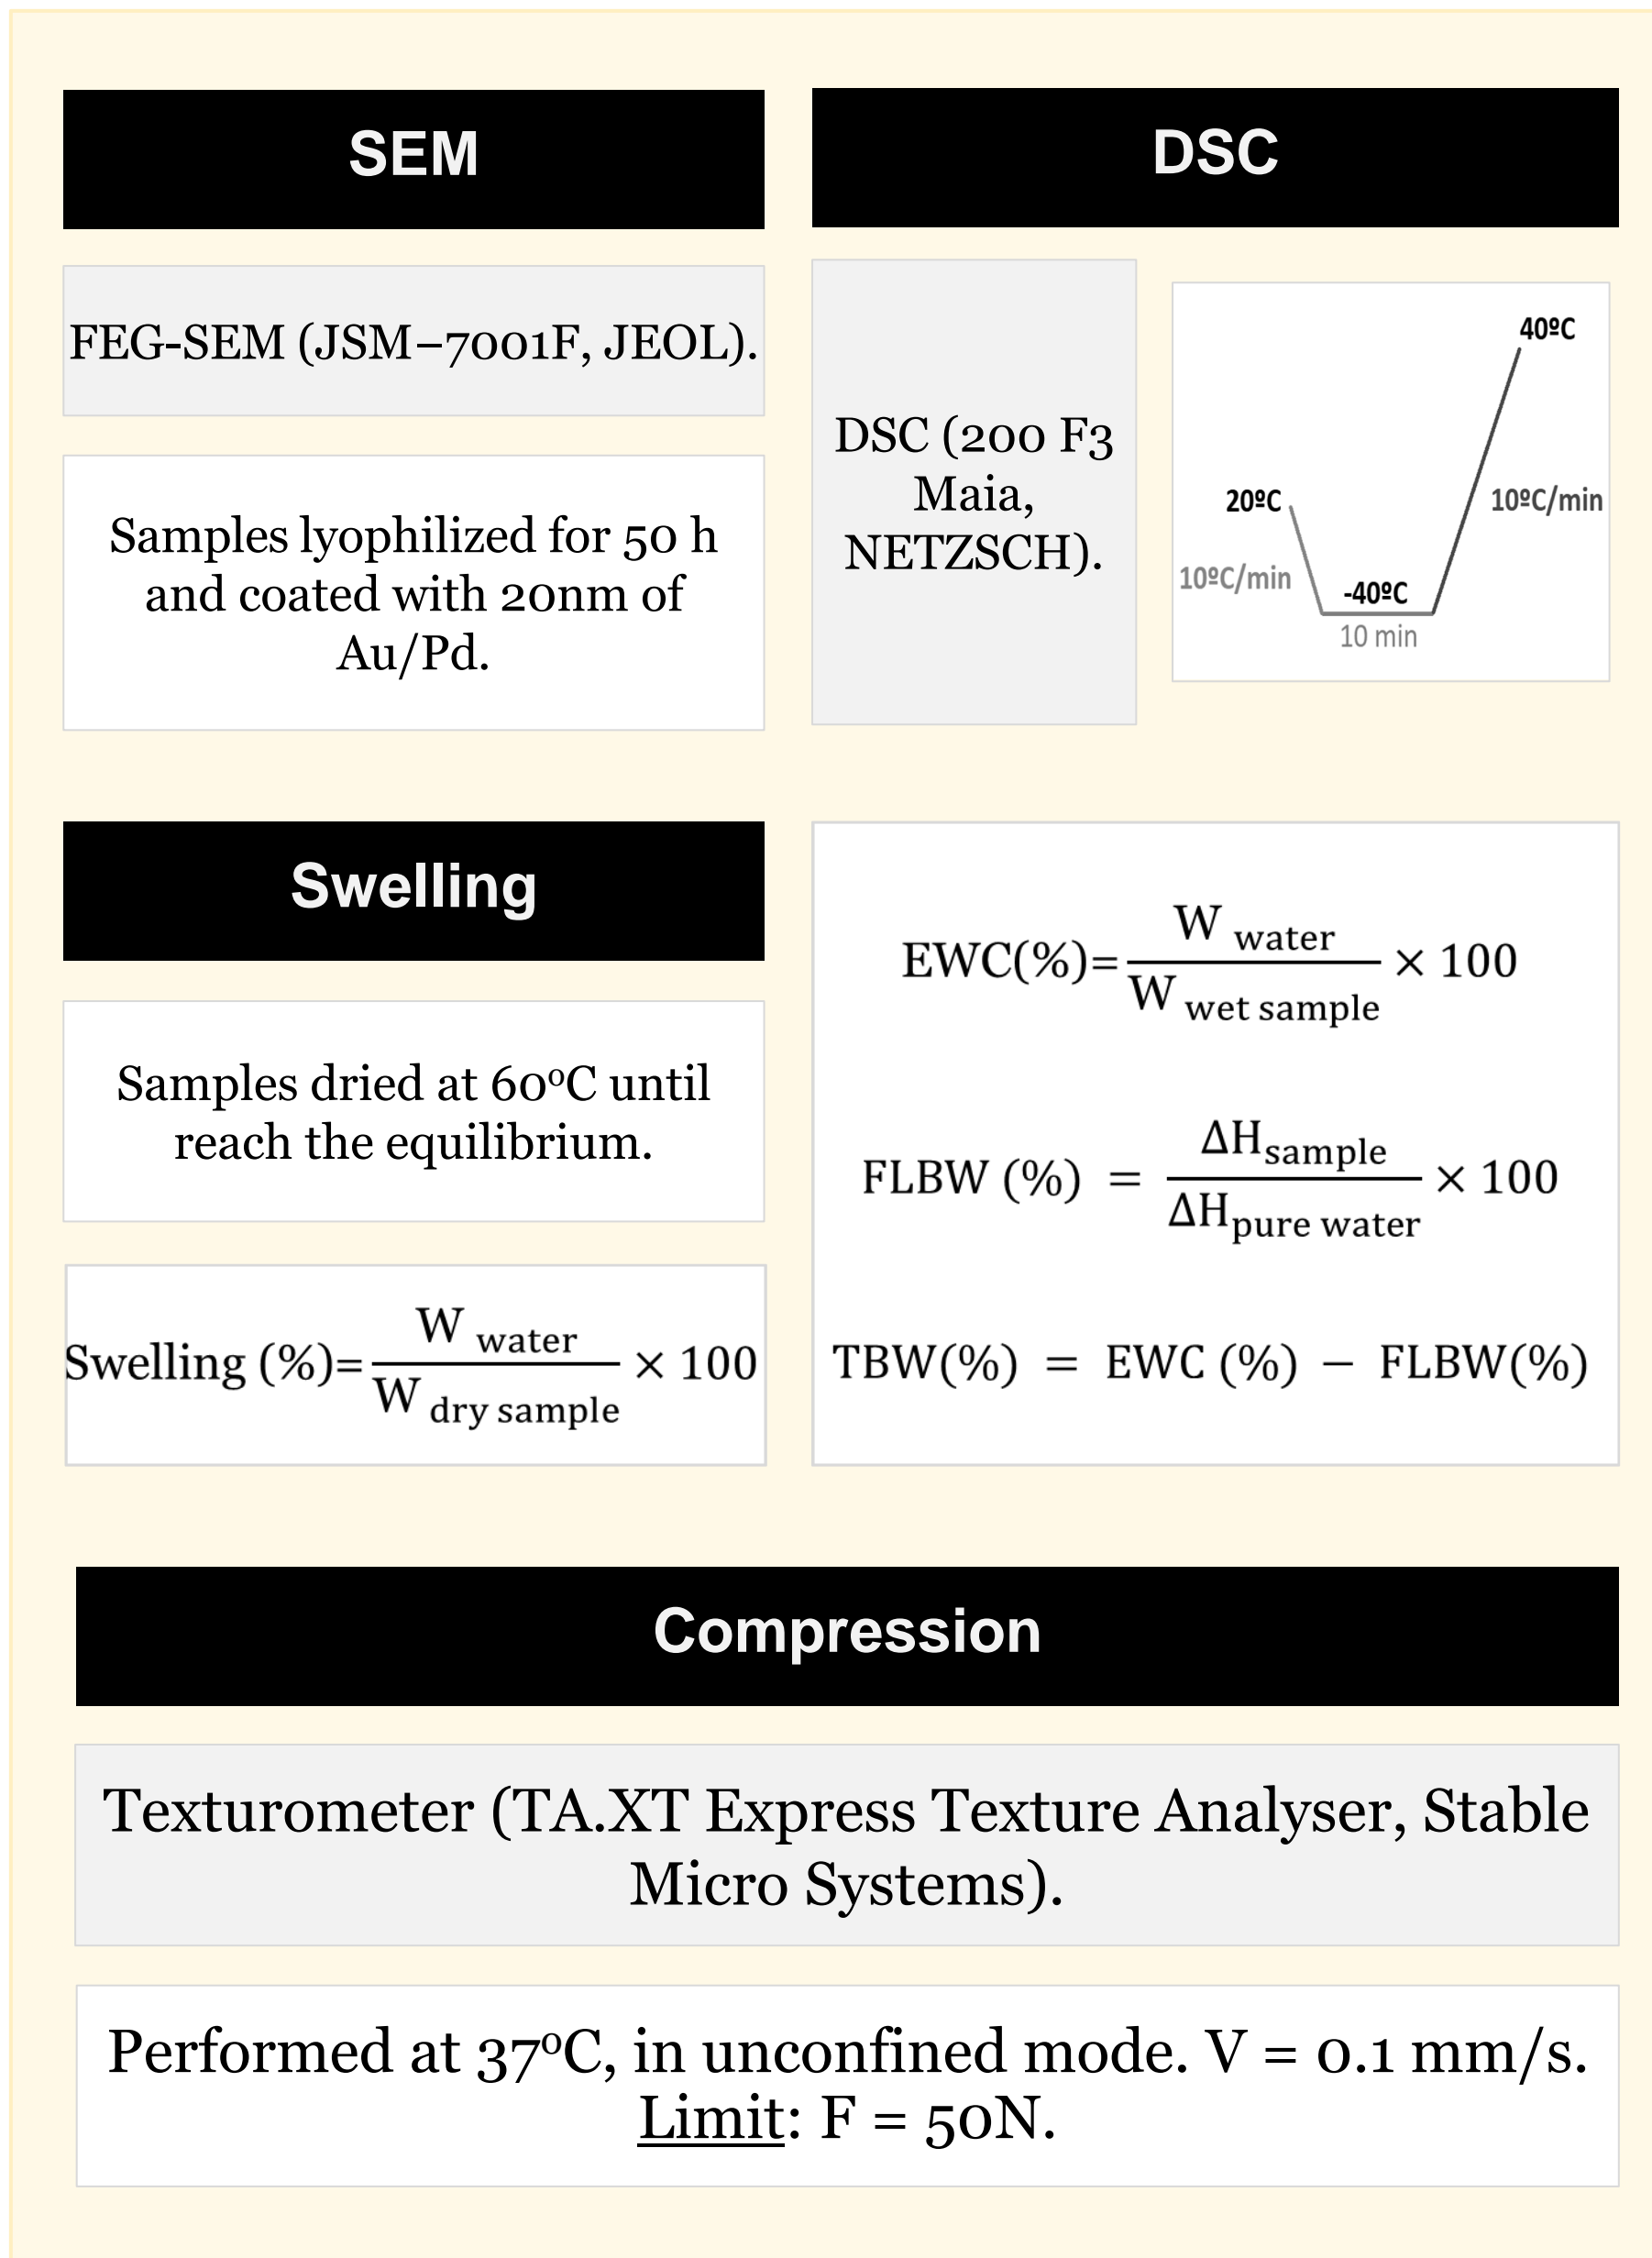 SEM
FEG-SEM (JSM–7001F, JEOL).
Samples lyophilized for 50 h
and coated with 20nm of
Au/Pd.
DSC
DSC (200 F3
Maia,
NETZSCH).
40ºC
20ºC
10ºC/min
10ºC/min
-40ºC
10 min
Swelling
Samples dried at 60ºC until
reach the equilibrium.
Swelling (%)= W water / W dry sample × 100
EWC(%)= W water / W wet sample × 100
FLBW (%) = ΔHsample / ΔHpure water × 100
TBW(%) = EWC (%) − FLBW(%)
Compression
Texturometer (TA.XT Express Texture Analyser, Stable
Micro Systems).
Performed at 37ºC, in unconfined mode. V = 0.1 mm/s.
Limit: F = 50N.